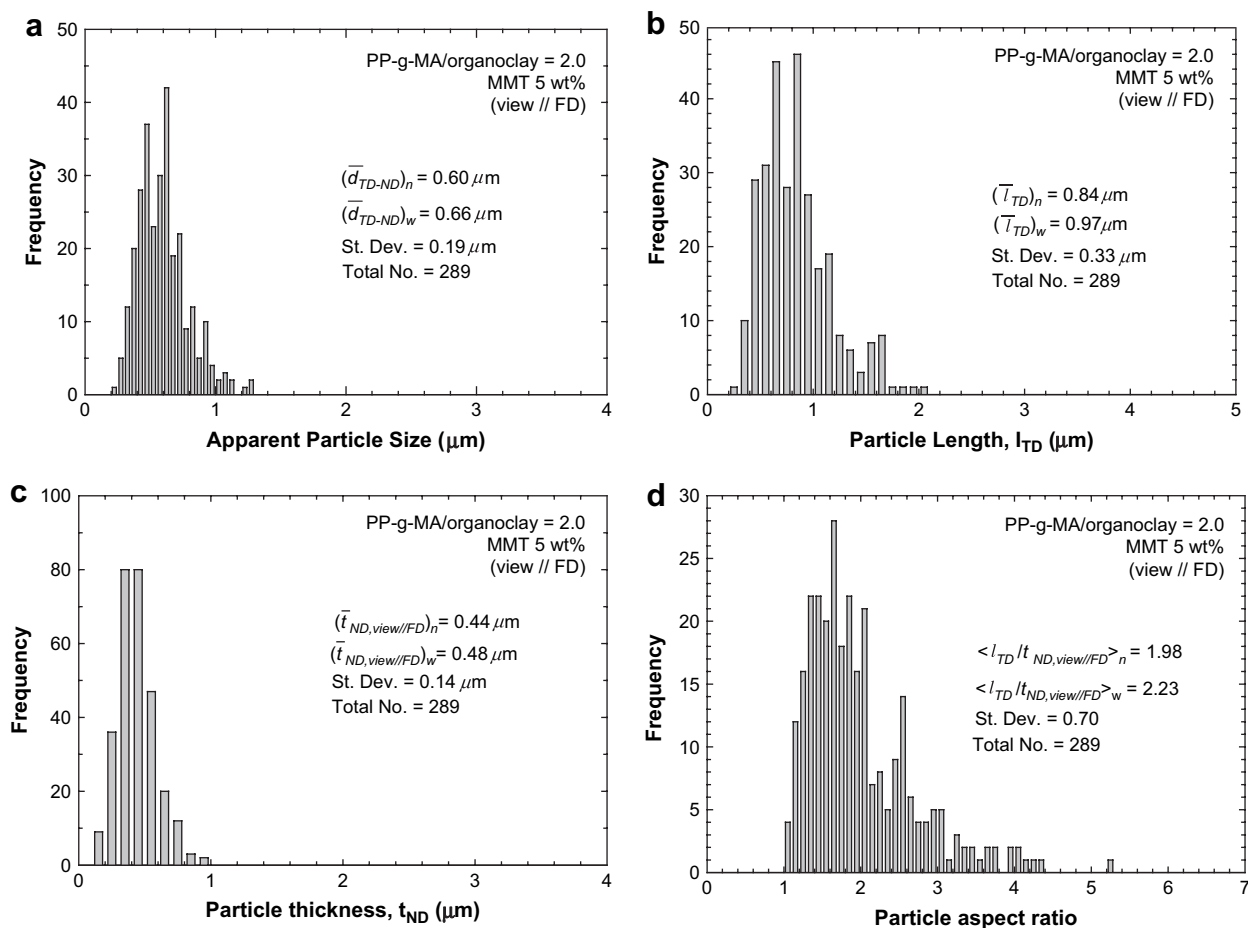 a
50
40
30
20
10
0
Frequency
PP-g-MA/organoclay = 2.0
MMT 5 wt%
(view // FD)
(d̅TD-ND)n = 0.60 μm
(d̅TD-ND)w = 0.66 μm
St. Dev. = 0.19 μm
Total No. = 289
0 1 2 3 4
Apparent Particle Size (μm)
b
50
40
30
20
10
0
Frequency
PP-g-MA/organoclay = 2.0
MMT 5 wt%
(view // FD)
(l̅TD)n = 0.84 μm
(l̅TD)w = 0.97μm
St. Dev. = 0.33 μm
Total No. = 289
0 1 2 3 4 5
Particle Length, lTD (μm)
c
100
80
60
40
20
0
Frequency
PP-g-MA/organoclay = 2.0
MMT 5 wt%
(view // FD)
(t̅ND,view//FD)n = 0.44 μm
(t̅ND,view//FD)w = 0.48 μm
St. Dev. = 0.14 μm
Total No. = 289
0 1 2 3 4
Particle thickness, tND (μm)
d
30
25
20
15
10
5
0
Frequency
PP-g-MA/organoclay = 2.0
MMT 5 wt%
(view // FD)
<lTD/tND,view//FD>n = 1.98
<lTD/tND,view//FD>w = 2.23
St. Dev. = 0.70
Total No. = 289
0 1 2 3 4 5 6 7
Particle aspect ratio